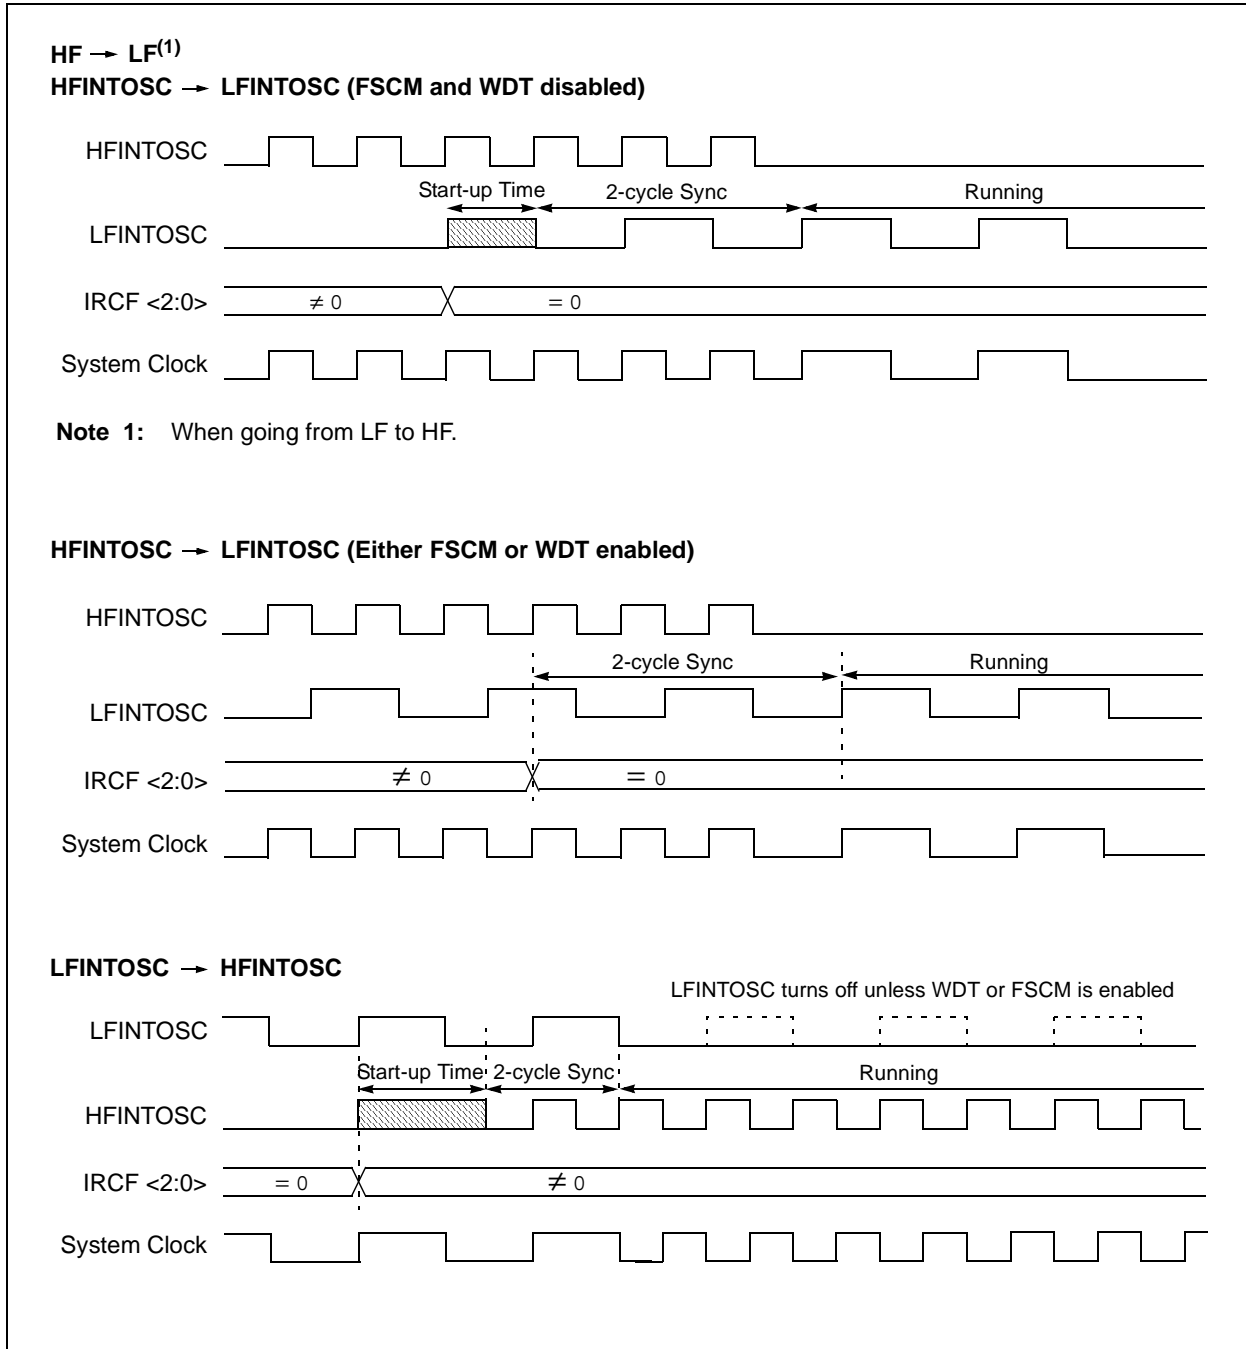 HF → LF(1)
HFINTOSC → LFINTOSC (FSCM and WDT disabled)
HFINTOSC
Start-up Time 2-cycle Sync Running
LFINTOSC
IRCF <2:0> ≠ 0 = 0
System Clock
Note 1: When going from LF to HF.
HFINTOSC → LFINTOSC (Either FSCM or WDT enabled)
HFINTOSC
2-cycle Sync Running
LFINTOSC
IRCF <2:0> ≠ 0 = 0
System Clock
LFINTOSC → HFINTOSC
LFINTOSC turns off unless WDT or FSCM is enabled
LFINTOSC
Start-up Time 2-cycle Sync Running
HFINTOSC
IRCF <2:0> = 0 ≠ 0
System Clock